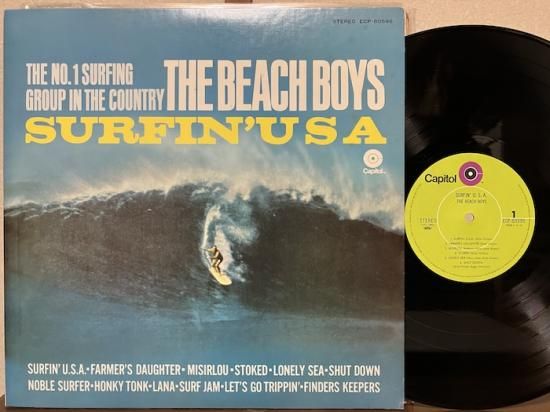 STEREO ECP-80596
THE NO.1 SURFING
GROUP IN THE COUNTRY
THE BEACH BOYS
SURFIN' U S A
Capitol
SURFIN' U.S.A.•FARMER'S DAUGHTER•MISIRLOU•STOKED•LONELY SEA•SHUT DOWN
NOBLE SURFER•HONKY TONK•LANA•SURF JAM•LET'S GO TRIPPIN'•FINDERS KEEPERS
Capitol
SURFIN' U.S.A.
THE BEACH BOYS
STEREO
1